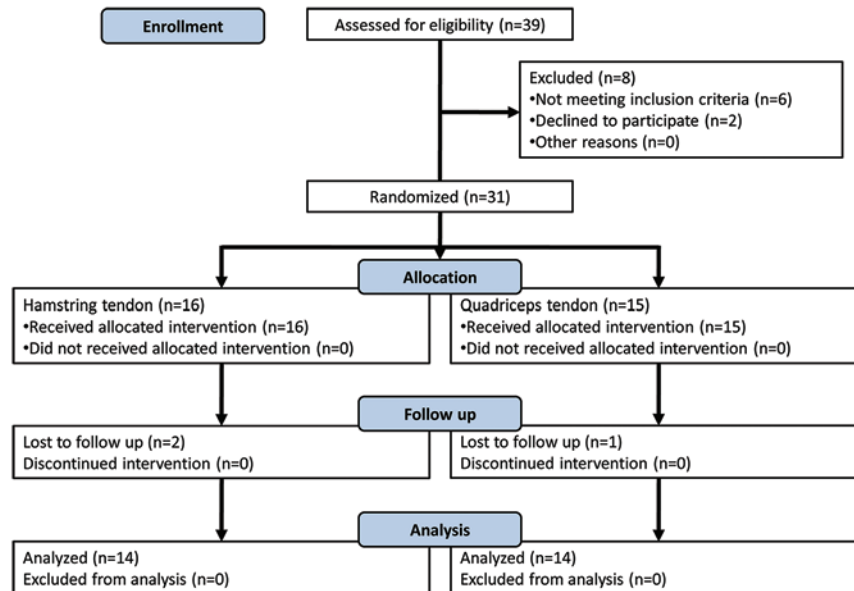 Enrollment
Assessed for eligibility (n=39)
Excluded (n=8)
•Not meeting inclusion criteria (n=6)
•Declined to participate (n=2)
•Other reasons (n=0)
Randomized (n=31)
Allocation
Hamstring tendon (n=16)
•Received allocated intervention (n=16)
•Did not received allocated intervention (n=0)
Quadriceps tendon (n=15)
•Received allocated intervention (n=15)
•Did not received allocated intervention (n=0)
Follow up
Lost to follow up (n=2)
Discontinued intervention (n=0)
Lost to follow up (n=1)
Discontinued intervention (n=0)
Analysis
Analyzed (n=14)
Excluded from analysis (n=0)
Analyzed (n=14)
Excluded from analysis (n=0)